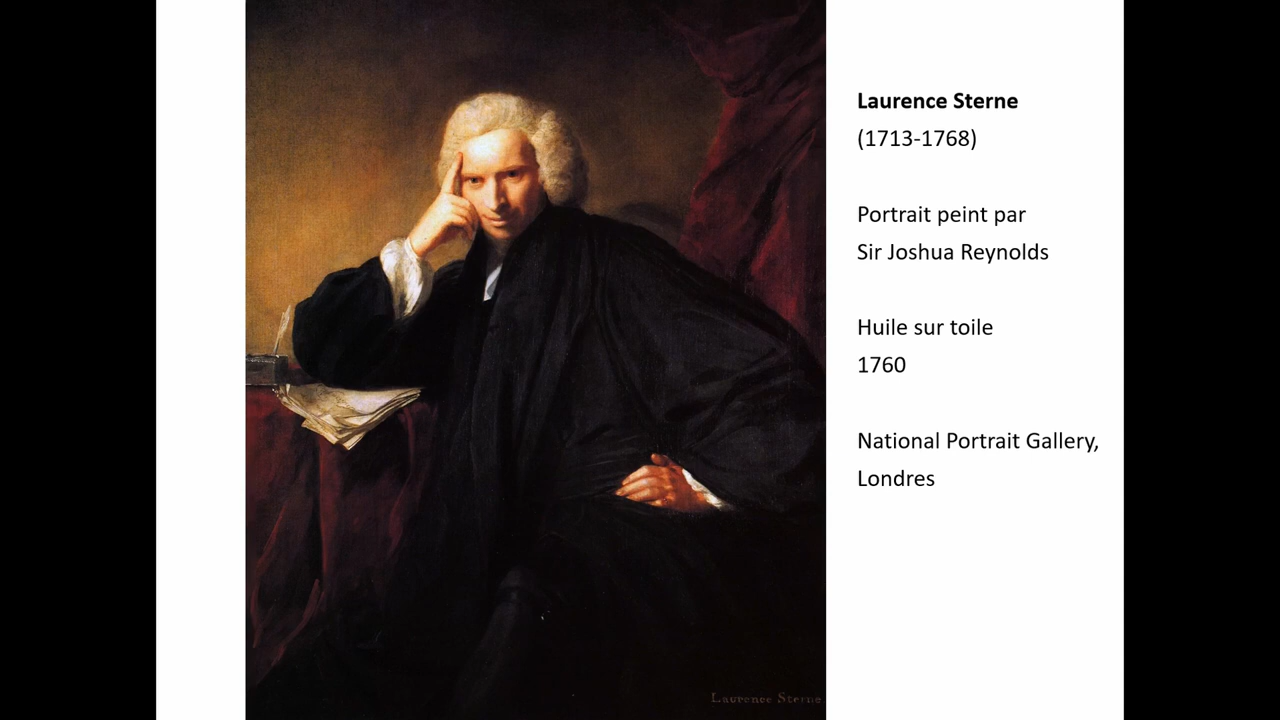 Laurence Sterne
(1713-1768)
Portrait peint par
Sir Joshua Reynolds
Huile sur toile
1760
National Portrait Gallery,
Londres
Laurence Sterne